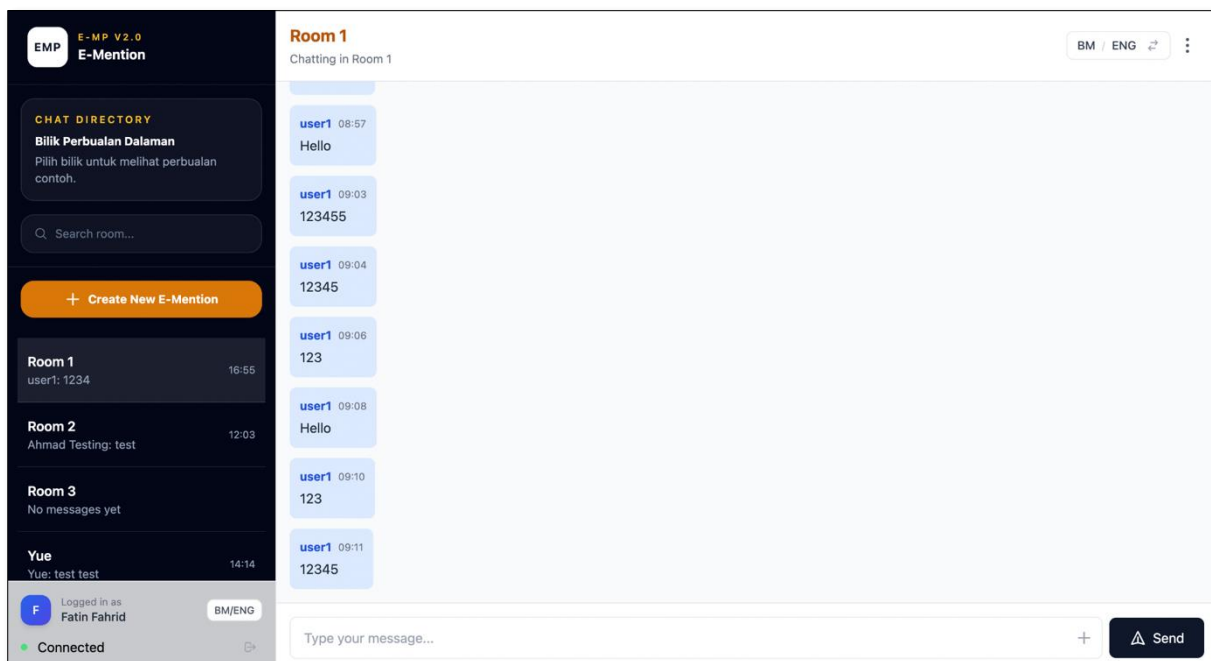 EMP
E-MP V2.0
E-Mention
CHAT DIRECTORY
Bilik Perbualan Dalaman
Pilih bilik untuk melihat perbualan
contoh.
Search room...
+ Create New E-Mention
Room 1
16:55
user1: 1234
Room 2
12:03
Ahmad Testing: test
Room 3
No messages yet
Yue
14:14
Yue: test test
F
Logged in as
Fatin Fahrid
BM/ENG
Connected
Room 1
Chatting in Room 1
BM / ENG
user1 08:57
Hello
user1 09:03
123455
user1 09:04
12345
user1 09:06
123
user1 09:08
Hello
user1 09:10
123
user1 09:11
12345
Type your message...
+
Send